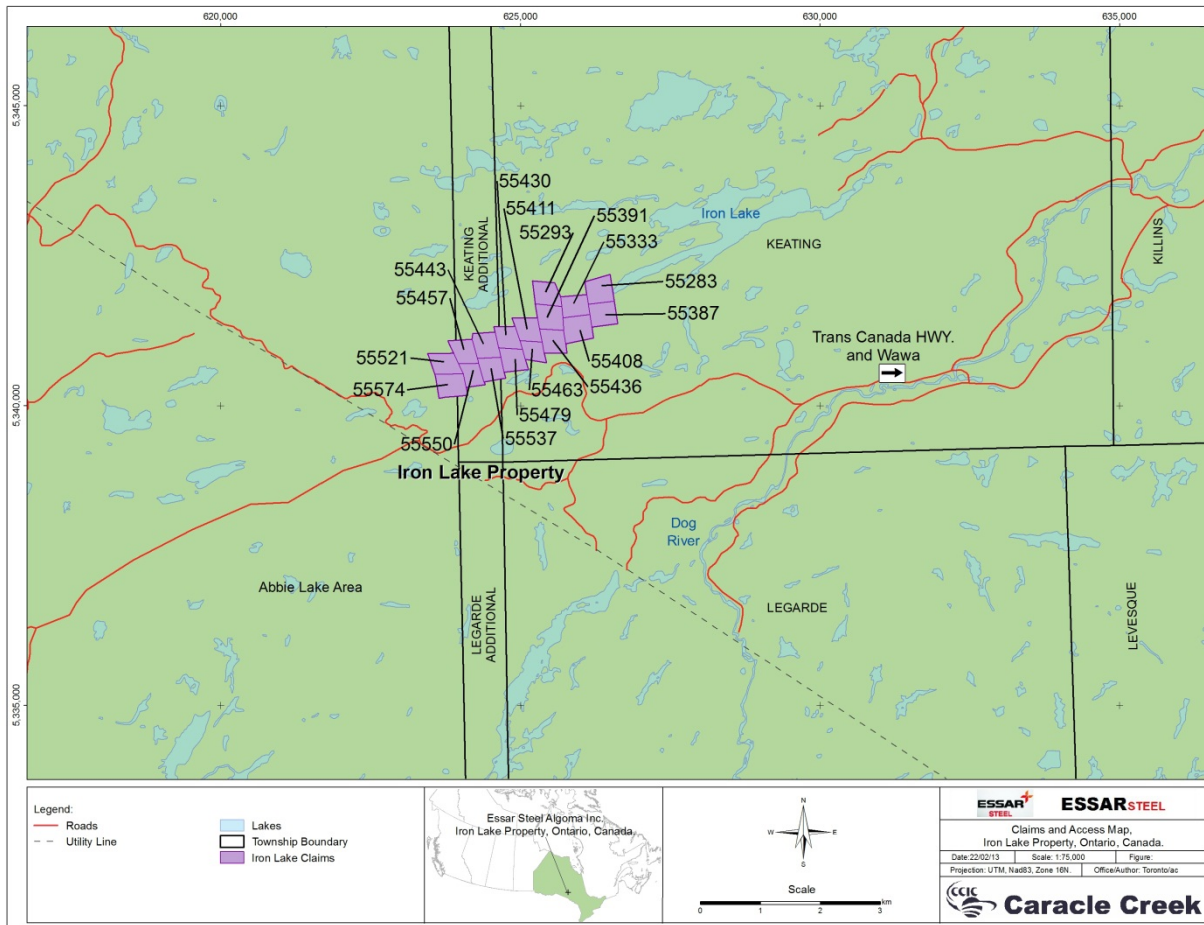 620,000
625,000
630,000
635,000
5,345,000
5,340,000
5,335,000
55430
55411
55293
55391
55333
Iron Lake
KEATING
KILLINS
KEATING
ADDITIONAL
55443
55457
55283
55387
55521
55574
55408
55436
55463
55479
55537
55550
Trans Canada HWY.
and Wawa
Iron Lake Property
Dog
River
Abbie Lake Area
LEGARDE
ADDITIONAL
LEGARDE
LEVESQUE
Legend:
Roads
Utility Line
Lakes
Township Boundary
Iron Lake Claims
Essar Steel Algoma Inc.
Iron Lake Property, Ontario, Canada.
N
W E
S
Scale
0 1 2 3 km
ESSAR
STEEL
ESSAR STEEL
Claims and Access Map,
Iron Lake Property, Ontario, Canada.
Date:22/02/13 Scale: 1:75,000 Figure:
Projection: UTM, Nad83, Zone 16N. Office/Author: Toronto/ac
CCIC
Caracle Creek